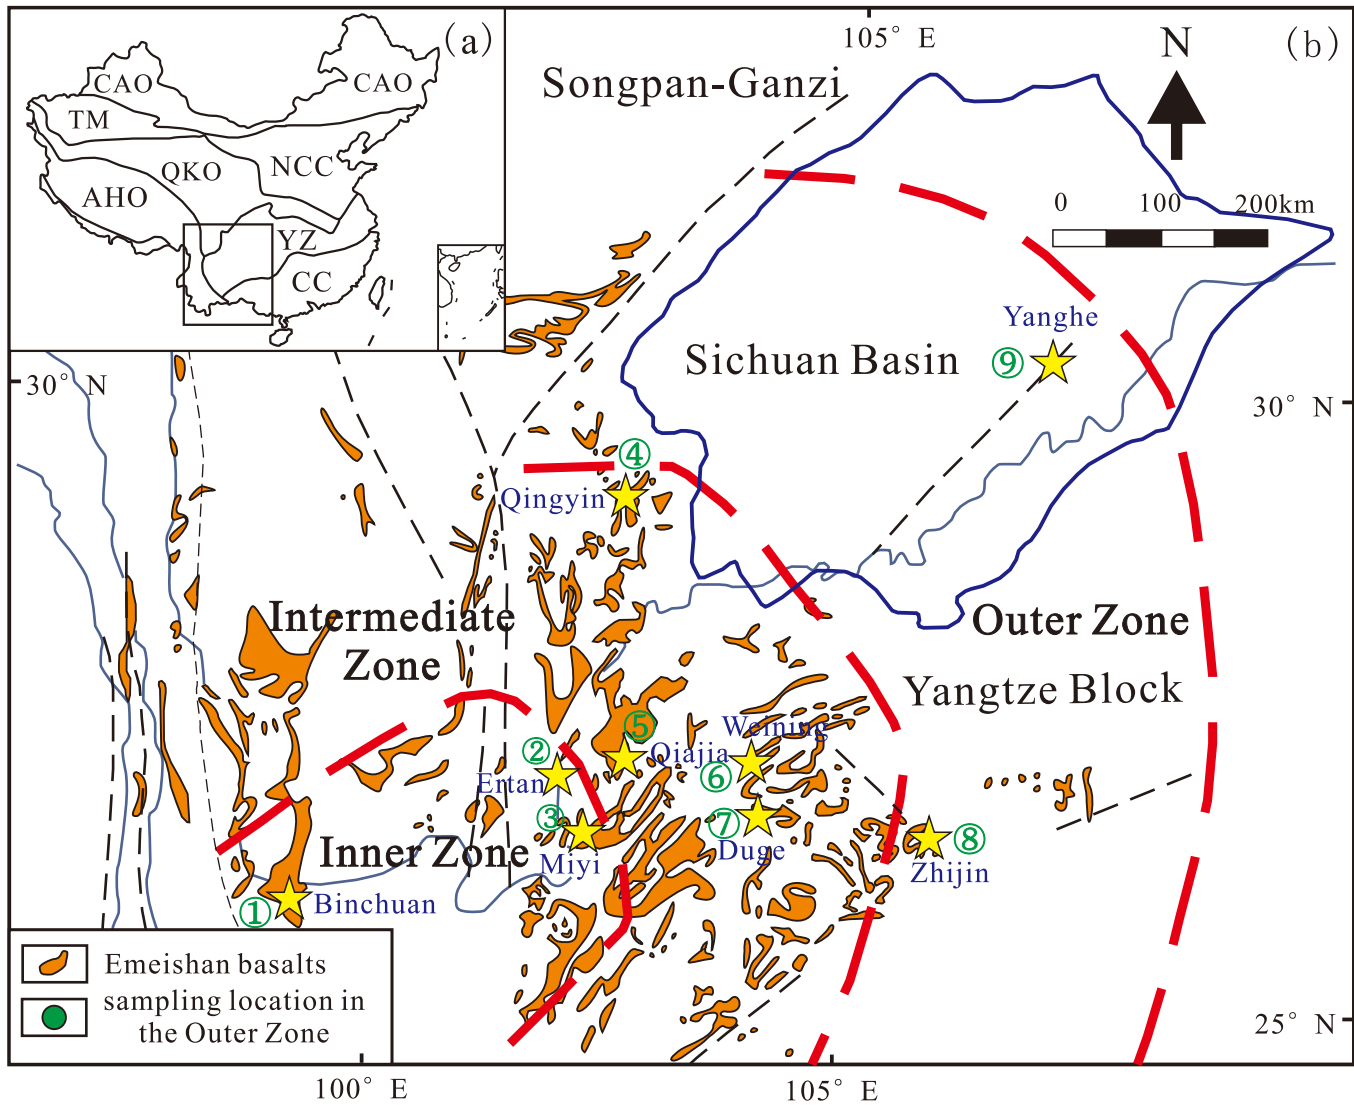 (a)
CAO
CAO
TM
QKO
NCC
AHO
YZ
CC
105° E
N
(b)
Songpan-Ganzi
0 100 200km
Yanghe
⑨
Sichuan Basin
30° N
30° N
④
Qingyin
Intermediate
Zone
Outer Zone
Yangtze Block
⑤
Weining
②
Qiajia
⑥
Ertan
③
⑦
Miyi
Duge
⑧
Zhijin
Inner Zone
①
Binchuan
Emeishan basalts
sampling location in
the Outer Zone
25° N
100° E
105° E